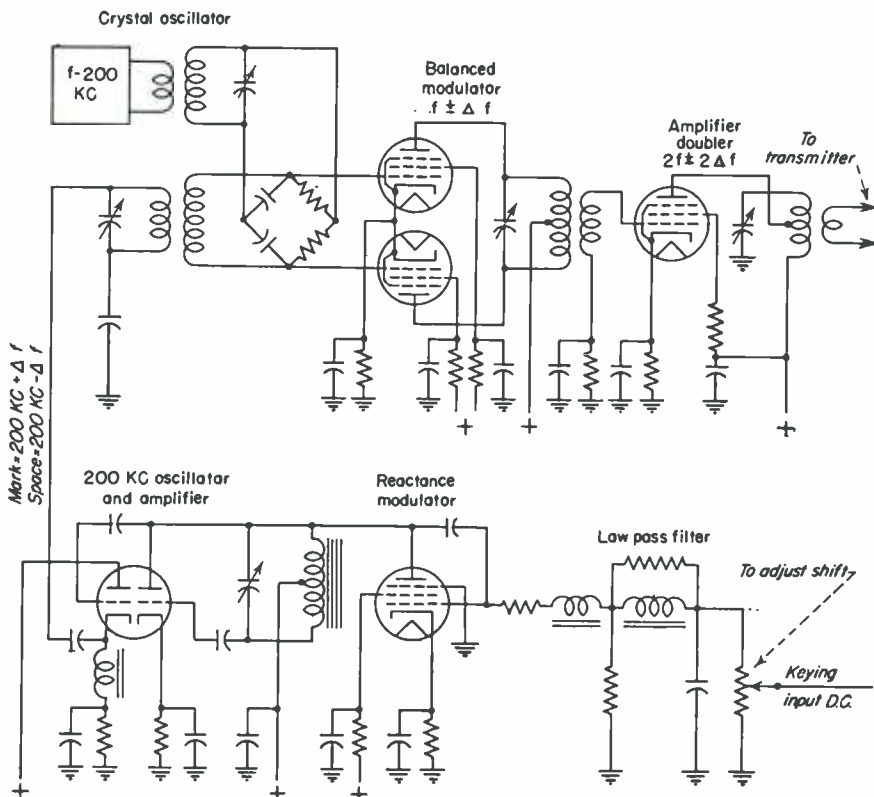 Crystal oscillator
f-200
KC
Balanced
modulator
f ± Δ f
Amplifier
doubler
2f ± 2 Δ f
To
transmitter
Mark=200 KC + Δ f
Space=200 KC - Δ f
+
+
+
200 KC oscillator
and amplifier
Reactance
modulator
Low pass filter
To adjust shift
Keying
input D.C.
+
+
+